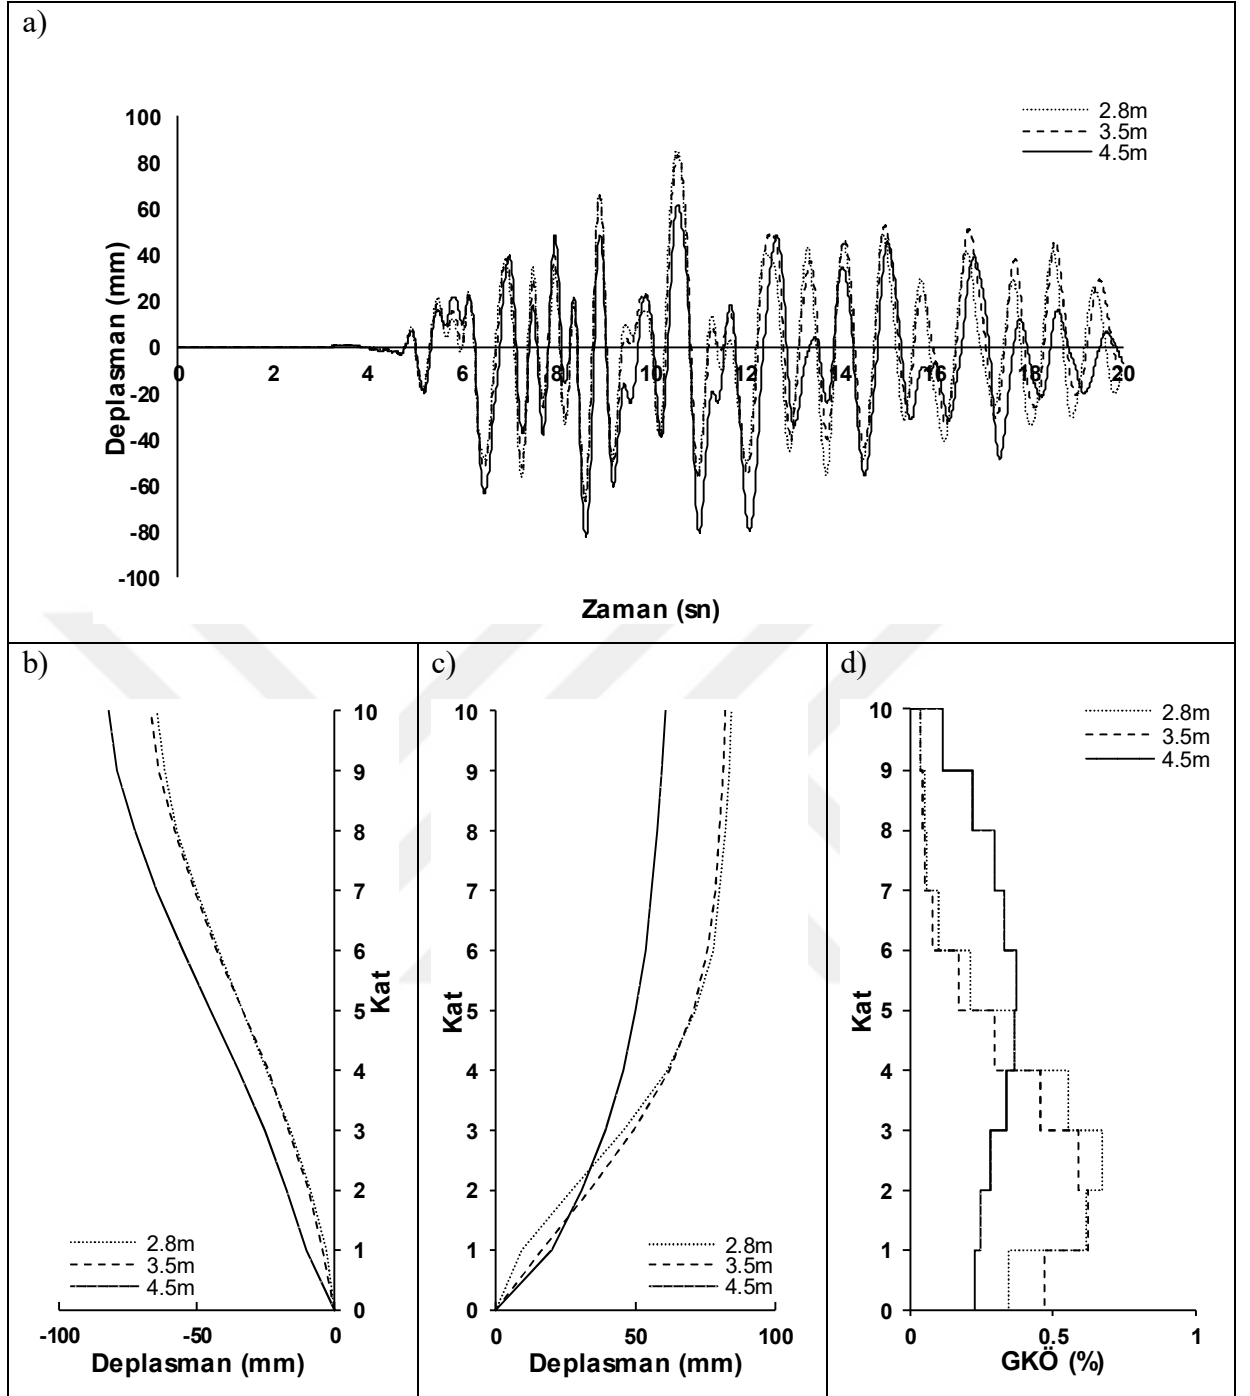 a)
2.8m
3.5m
4.5m
100
80
60
40
20
0
-20
-40
-60
-80
-100
Deplasman (mm)
0 2 4 6 8 10 12 14 16 18 20
Zaman (sn)
b)
10
9
8
7
6
5
4
3
2
1
0
Kat
2.8m
3.5m
4.5m
-100 -50 0
Deplasman (mm)
c)
10
9
8
7
6
5
4
3
2
1
0
Kat
2.8m
3.5m
4.5m
0 50 100
Deplasman (mm)
d)
2.8m
3.5m
4.5m
10
9
8
7
6
5
4
3
2
1
0
Kat
0 0.5 1
GKÖ (%)